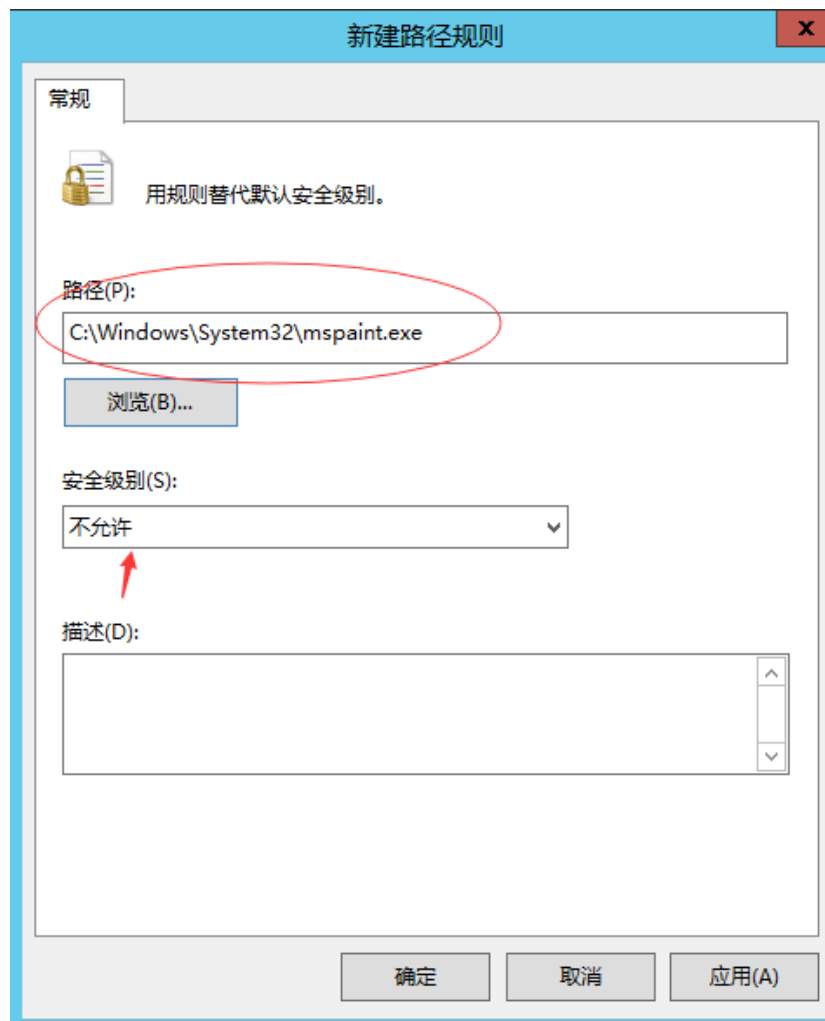 新建路径规则
x
常规
用规则替代默认安全级别。
路径(P):
C:\Windows\System32\mspaint.exe
浏览(B)...
安全级别(S):
不允许
描述(D):
确定
取消
应用(A)